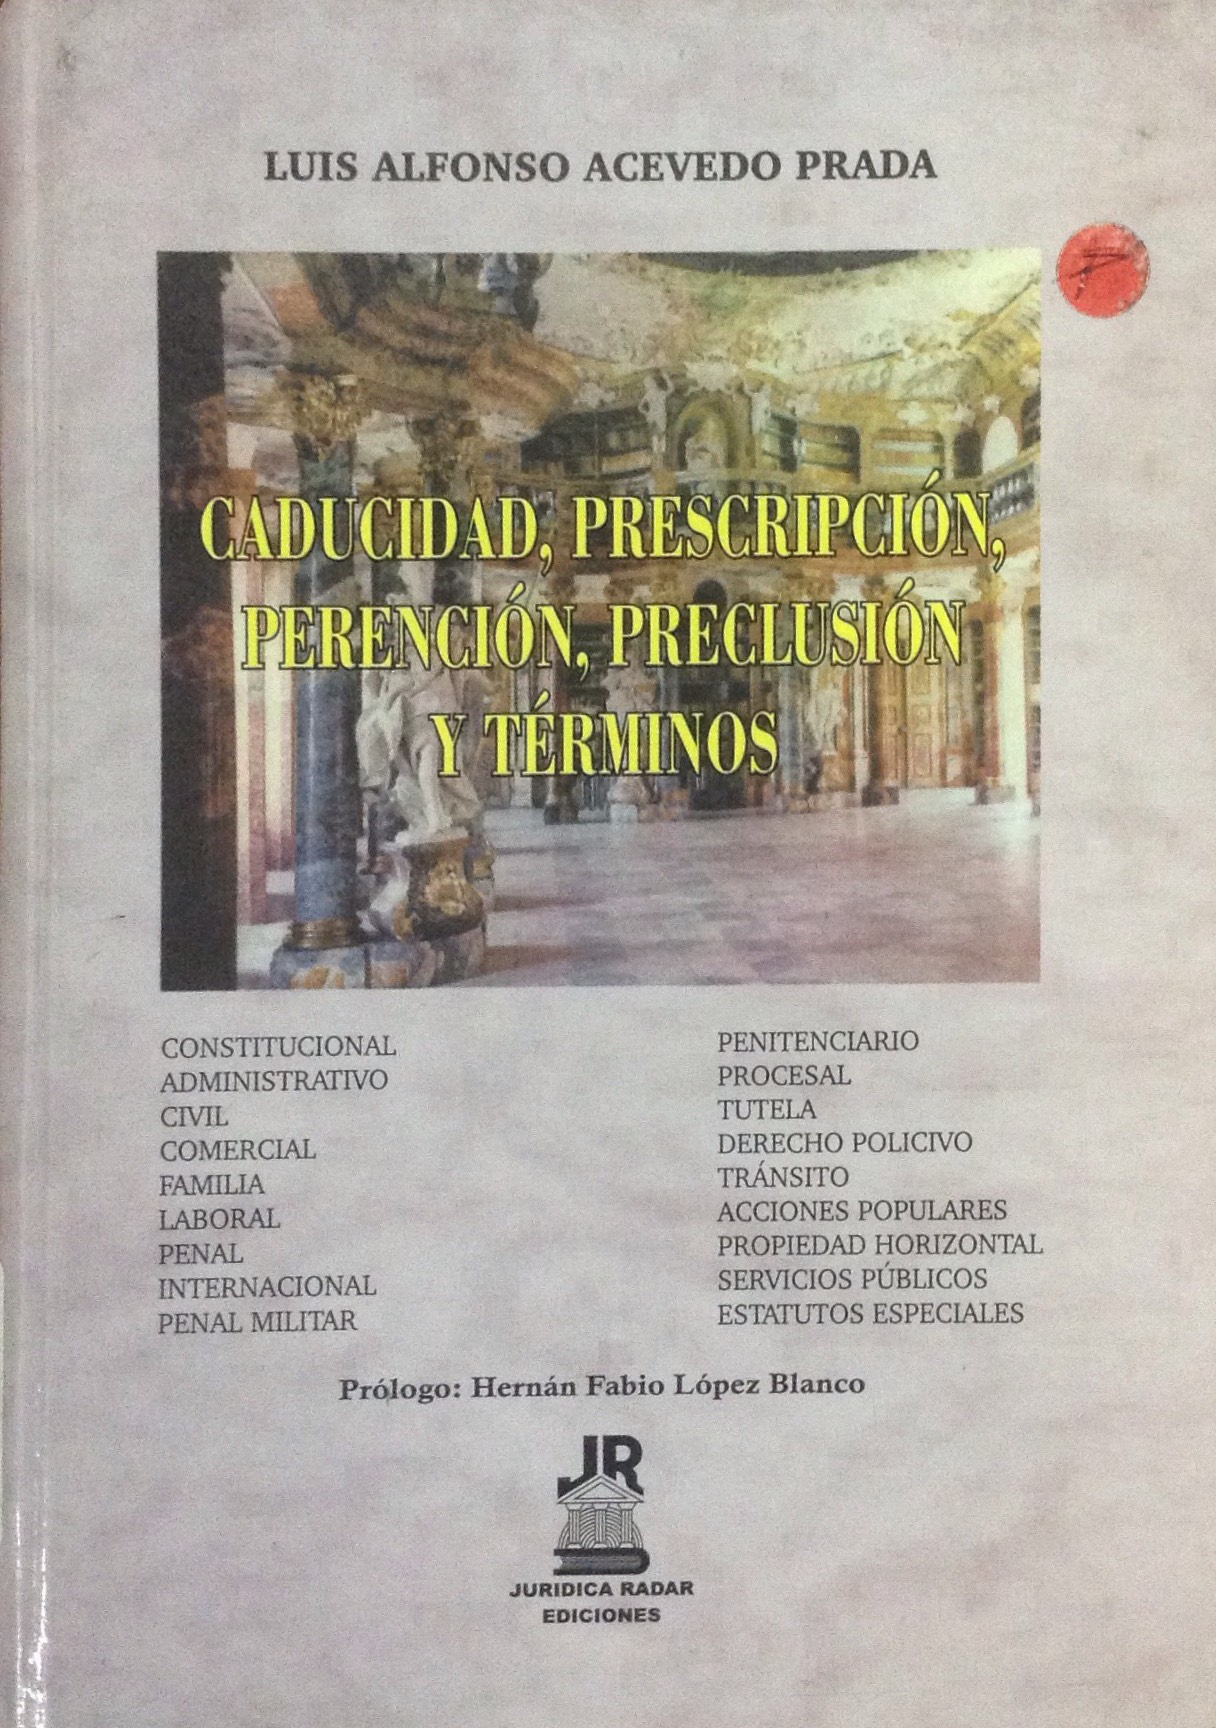 LUIS ALFONSO ACEVEDO PRADA
CADUCIDAD, PRESCRIPCIÓN,
PERENCIÓN, PRECLUSIÓN
Y TÉRMINOS
CONSTITUCIONAL
ADMINISTRATIVO
CIVIL
COMERCIAL
FAMILIA
LABORAL
PENAL
INTERNACIONAL
PENAL MILITAR
PENITENCIARIO
PROCESAL
TUTELA
DERECHO POLICIVO
TRÁNSITO
ACCIONES POPULARES
PROPIEDAD HORIZONTAL
SERVICIOS PÚBLICOS
ESTATUTOS ESPECIALES
Prólogo: Hernán Fabio López Blanco
JR
JURIDICA RADAR
EDICIONES